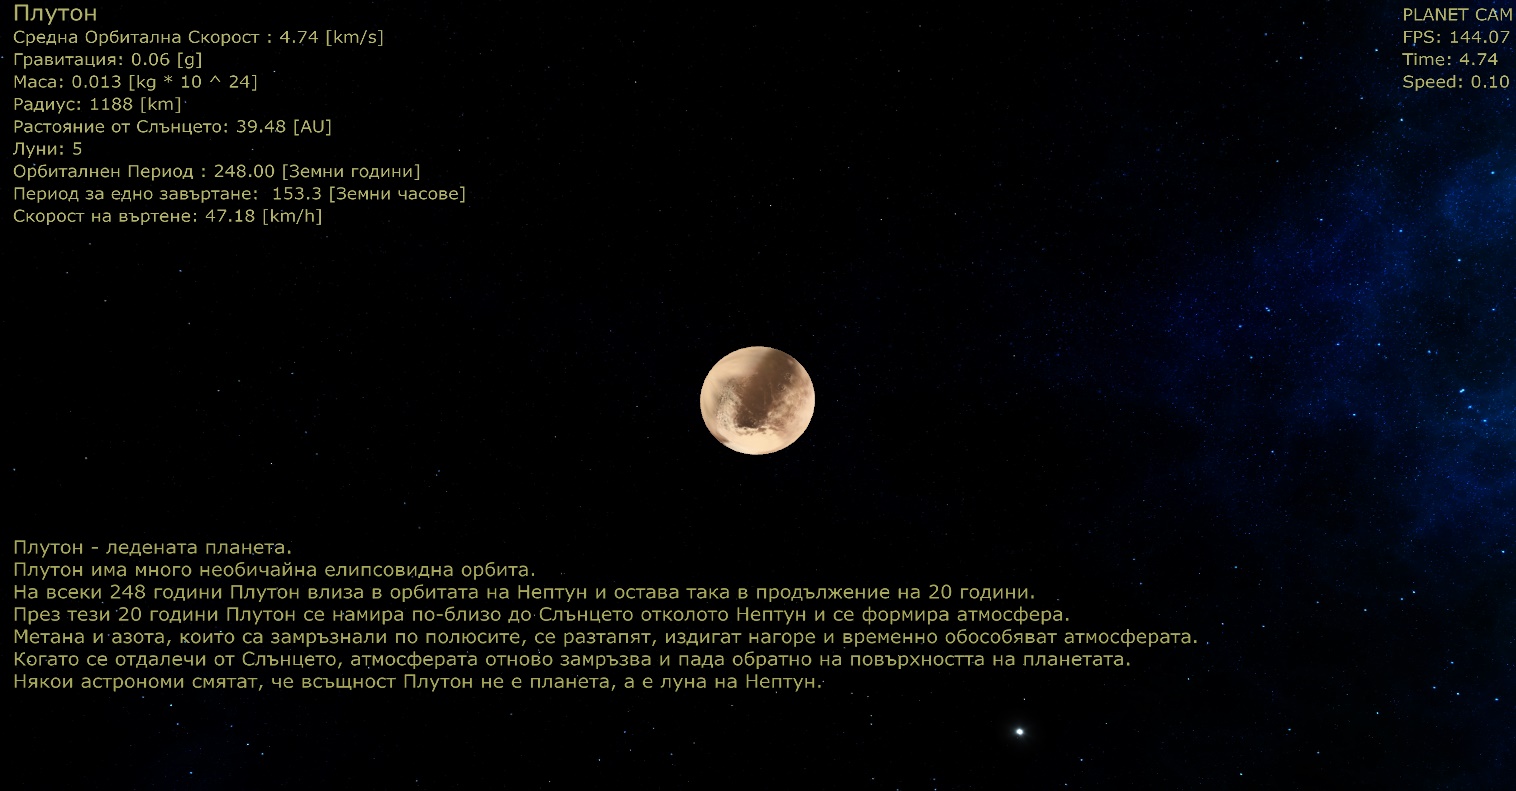 Плутон
Средна Орбитална Скорост : 4.74 [km/s]
Гравитация: 0.06 [g]
Маса: 0.013 [kg * 10 ^ 24]
Радиус: 1188 [km]
Растояние от Слънцето: 39.48 [AU]
Луни: 5
Орбиталнен Период : 248.00 [Земни години]
Период за едно завъртане:  153.3 [Земни часове]
Скорост на въртене: 47.18 [km/h]
PLANET CAM
FPS: 144.07
Time: 4.74
Speed: 0.10
Плутон - ледената планета.
Плутон има много необичайна елипсовидна орбита.
На всеки 248 години Плутон влиза в орбитата на Нептун и остава така в продължение на 20 години.
През тези 20 години Плутон се намира по-близо до Слънцето отколото Нептун и се формира атмосфера.
Метана и азота, които са замръзнали по полюсите, се разтапят, издигат нагоре и временно обособяват атмосферата.
Когато се отдалечи от Слънцето, атмосферата отново замръзва и пада обратно на повърхността на планетата.
Някои астрономи смятат, че всъщност Плутон не е планета, а е луна на Нептун.